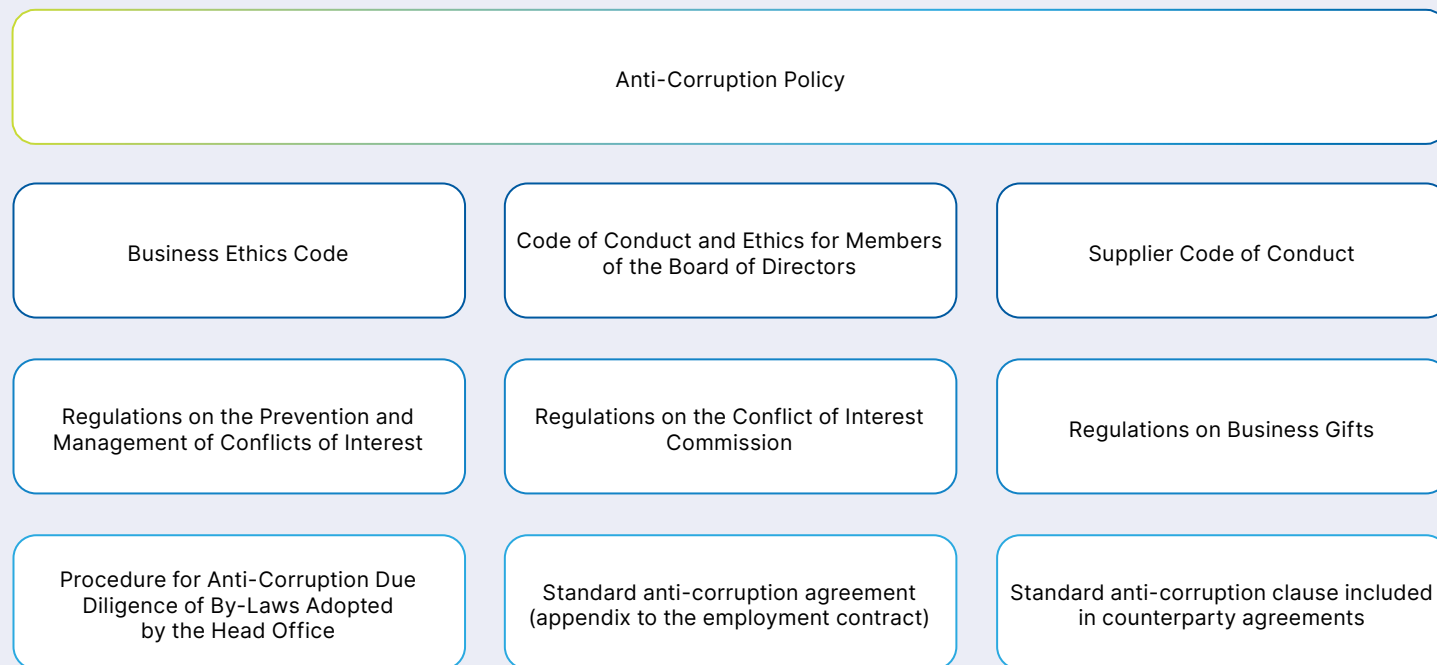 Anti-Corruption Policy
Business Ethics Code
Code of Conduct and Ethics for Members
of the Board of Directors
Supplier Code of Conduct
Regulations on the Prevention and
Management of Conflicts of Interest
Regulations on the Conflict of Interest
Commission
Regulations on Business Gifts
Procedure for Anti-Corruption Due
Diligence of By-Laws Adopted
by the Head Office
Standard anti-corruption agreement
(appendix to the employment contract)
Standard anti-corruption clause included
in counterparty agreements